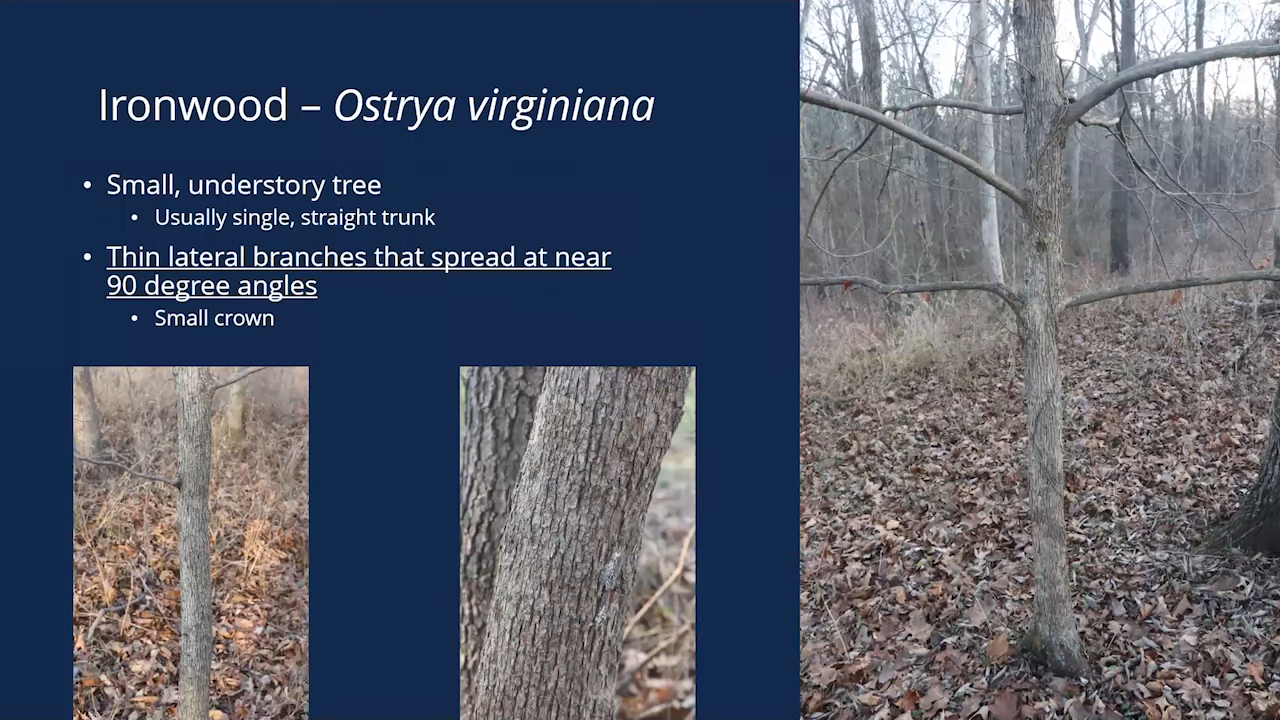 Ironwood – Ostrya virginiana
• Small, understory tree
• Usually single, straight trunk
• Thin lateral branches that spread at near
90 degree angles
• Small crown